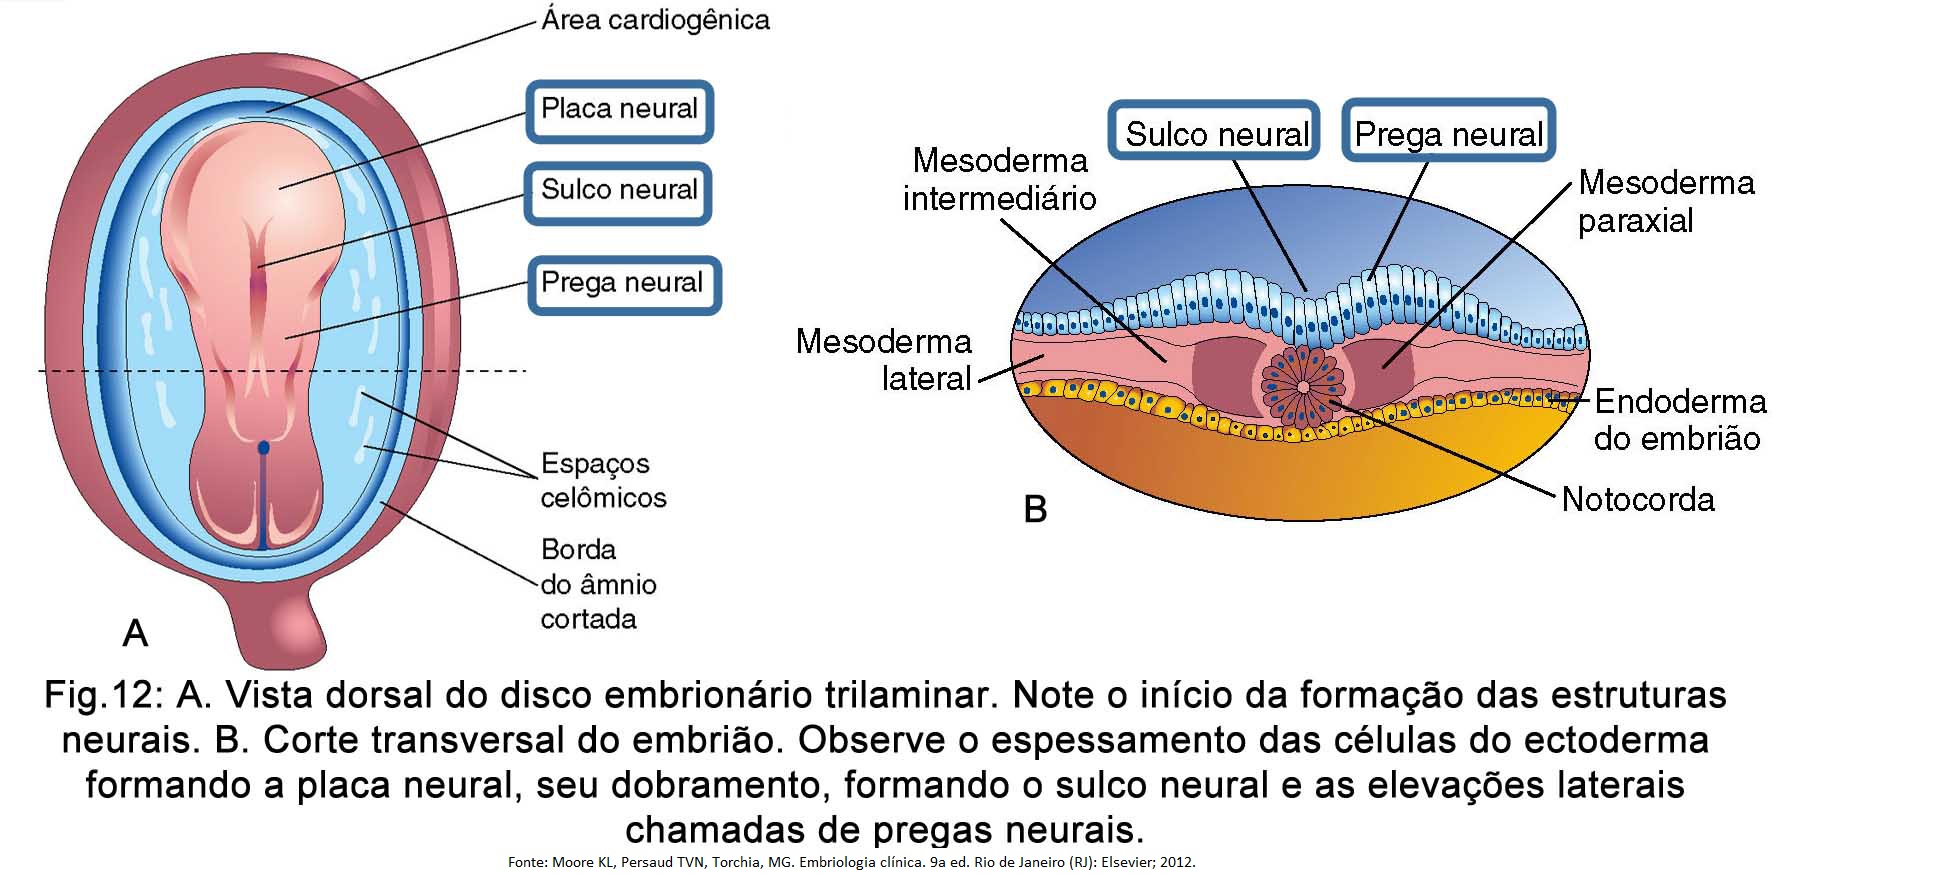 Área cardiogênica
Placa neural
Sulco neural
Prega neural
Espaços
celômicos
Borda
do âmnio
cortada
A
Sulco neural
Prega neural
Mesoderma
intermediário
Mesoderma
paraxial
Mesoderma
lateral
Endoderma
do embrião
Notocorda
B
Fig.12: A. Vista dorsal do disco embrionário trilaminar. Note o início da formação das estruturas
neurais. B. Corte transversal do embrião. Observe o espessamento das células do ectoderma
formando a placa neural, seu dobramento, formando o sulco neural e as elevações laterais
chamadas de pregas neurais.
Fonte: Moore KL, Persaud TVN, Torchia, MG. Embriologia clínica. 9a ed. Rio de Janeiro (RJ): Elsevier; 2012.